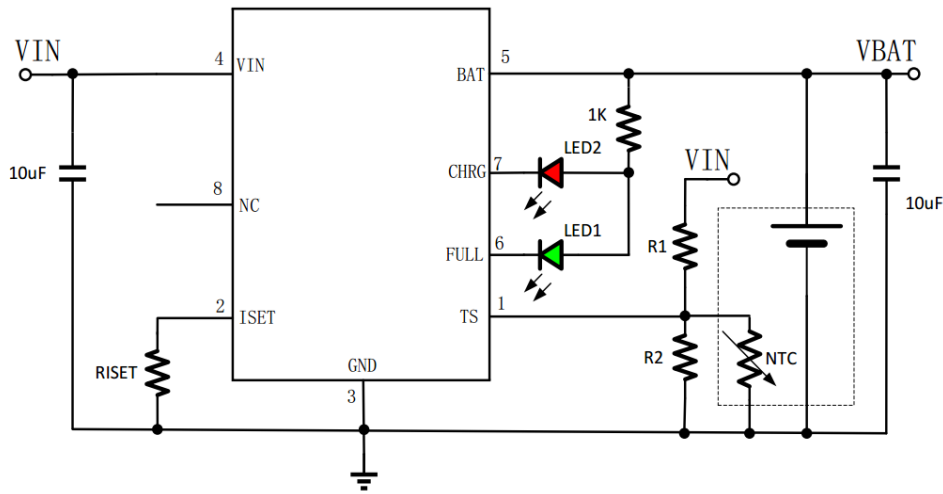 VIN
4
VIN
10uF
8
NC
2
ISET
RISET
GND
3
BAT
5
VBAT
1K
CHRG
7
LED2
VIN
10uF
FULL
6
LED1
R1
TS
1
R2
NTC